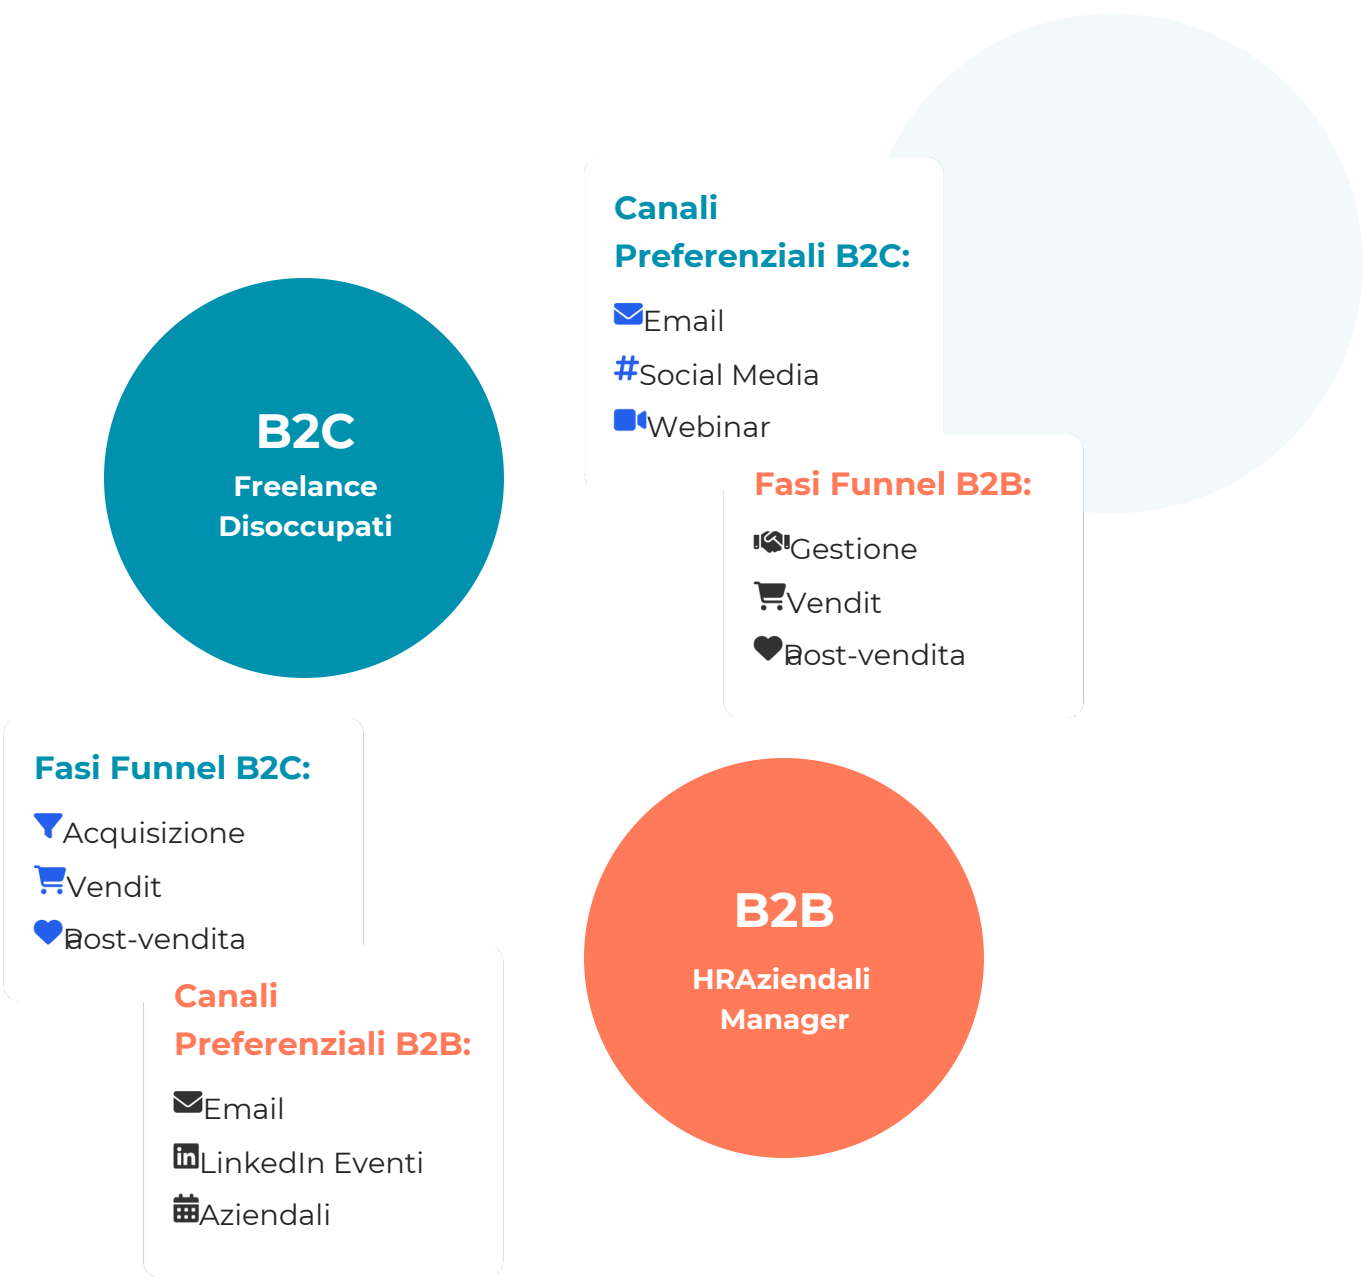 Canali
Preferenziali B2C:
Email
Social Media
Webinar
B2C
Freelance
Disoccupati
Fasi Funnel B2B:
Gestione
Vendit
a
Post-vendita
Fasi Funnel B2C:
Acquisizione
Vendit
a
Post-vendita
B2B
HRAziendali
Manager
Canali
Preferenziali B2B:
Email
LinkedIn Eventi
Aziendali